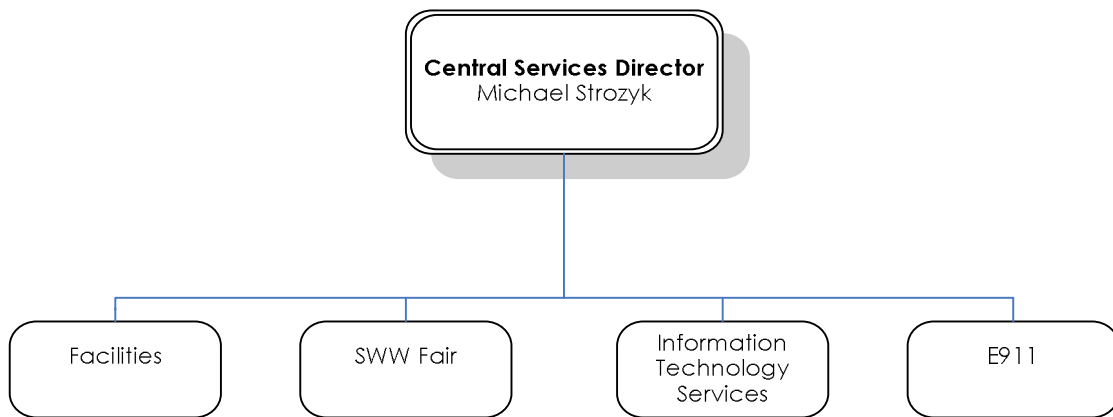 Central Services Director
Michael Strozyk
Facilities
SWW Fair
Information
Technology
Services
E911